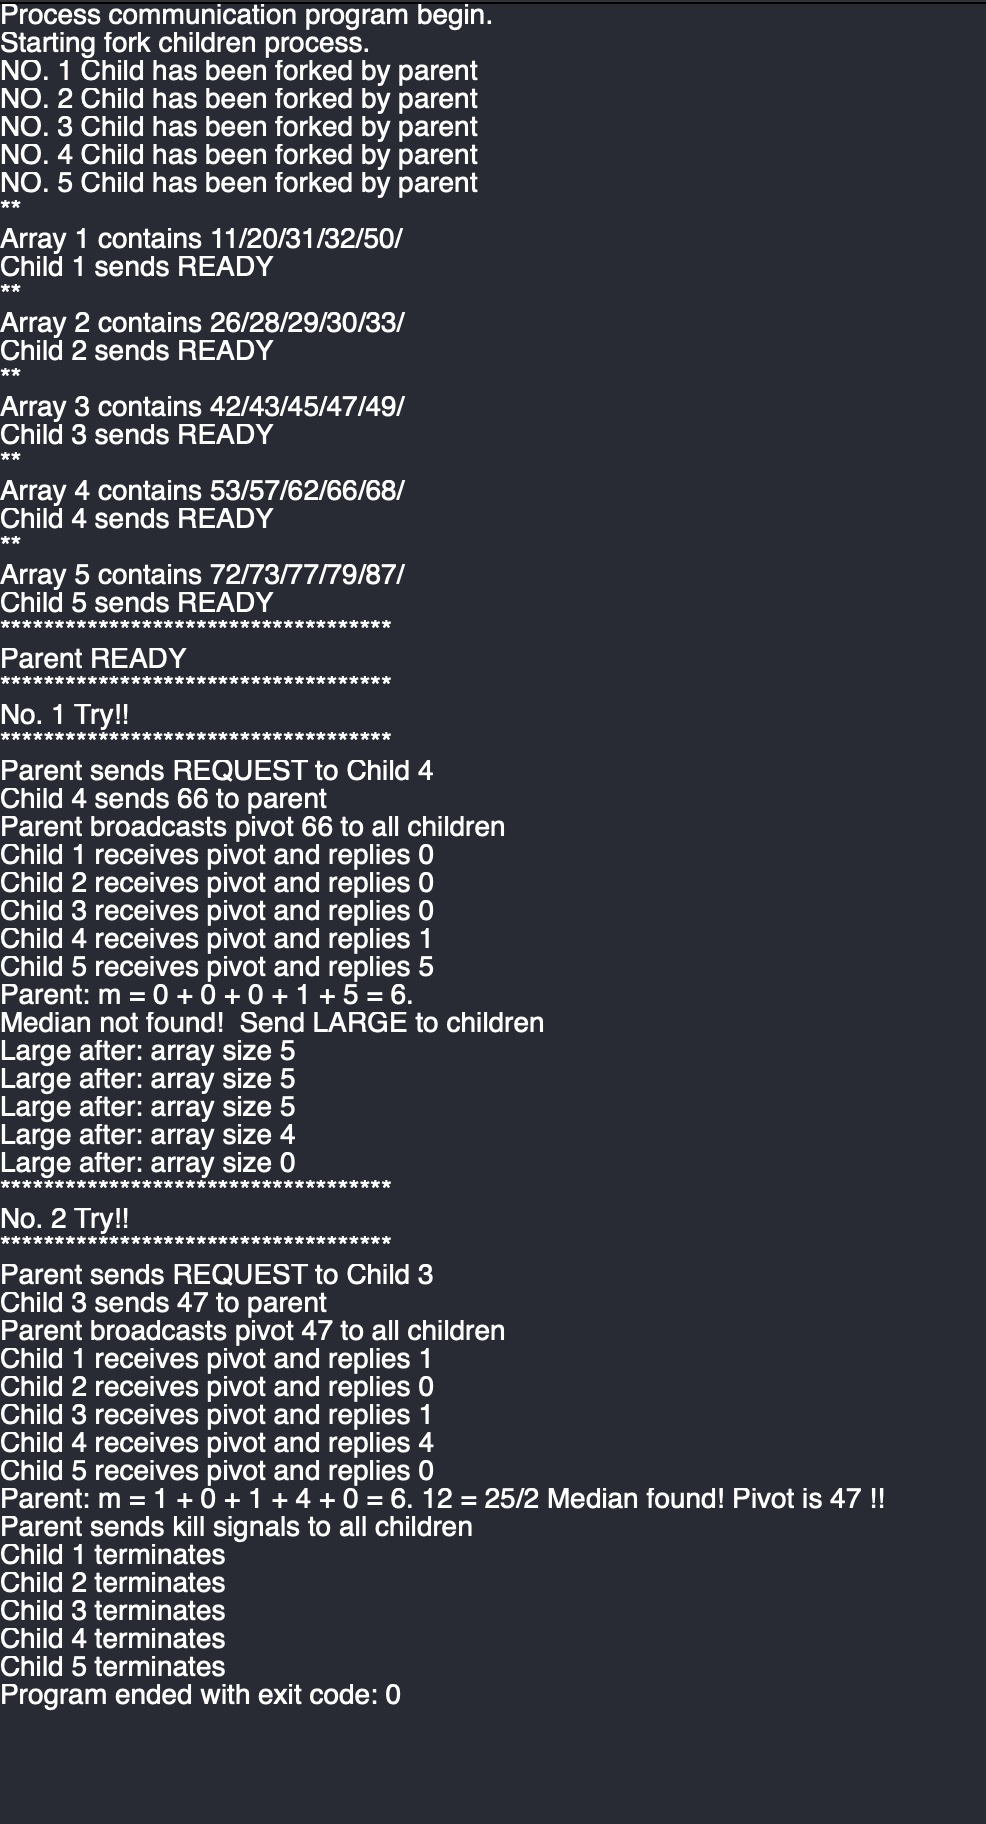 Process communication program begin.
Starting fork children process.
NO. 1 Child has been forked by parent
NO. 2 Child has been forked by parent
NO. 3 Child has been forked by parent
NO. 4 Child has been forked by parent
NO. 5 Child has been forked by parent
**
Array 1 contains 11/20/31/32/50/
Child 1 sends READY
**
Array 2 contains 26/28/29/30/33/
Child 2 sends READY
**
Array 3 contains 42/43/45/47/49/
Child 3 sends READY
**
Array 4 contains 53/57/62/66/68/
Child 4 sends READY
**
Array 5 contains 72/73/77/79/87/
Child 5 sends READY
************************************
Parent READY
************************************
No. 1 Try!!
************************************
Parent sends REQUEST to Child 4
Child 4 sends 66 to parent
Parent broadcasts pivot 66 to all children
Child 1 receives pivot and replies 0
Child 2 receives pivot and replies 0
Child 3 receives pivot and replies 0
Child 4 receives pivot and replies 1
Child 5 receives pivot and replies 5
Parent: m = 0 + 0 + 0 + 1 + 5 = 6.
Median not found!  Send LARGE to children
Large after: array size 5
Large after: array size 5
Large after: array size 5
Large after: array size 4
Large after: array size 0
************************************
No. 2 Try!!
************************************
Parent sends REQUEST to Child 3
Child 3 sends 47 to parent
Parent broadcasts pivot 47 to all children
Child 1 receives pivot and replies 1
Child 2 receives pivot and replies 0
Child 3 receives pivot and replies 1
Child 4 receives pivot and replies 4
Child 5 receives pivot and replies 0
Parent: m = 1 + 0 + 1 + 4 + 0 = 6. 12 = 25/2 Median found! Pivot is 47 !!
Parent sends kill signals to all children
Child 1 terminates
Child 2 terminates
Child 3 terminates
Child 4 terminates
Child 5 terminates
Program ended with exit code: 0